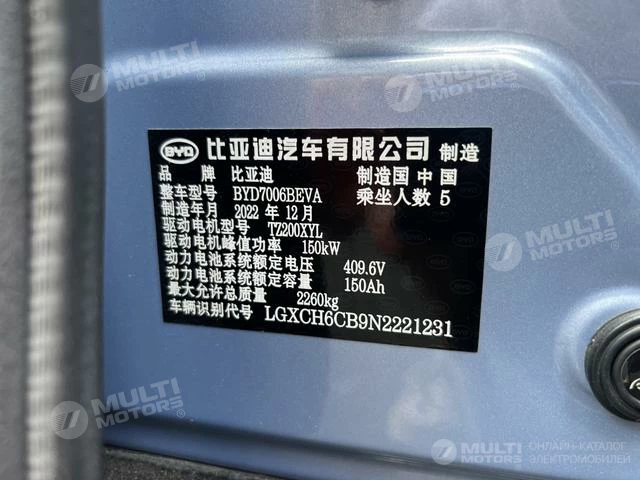 MULTI MOTORS®
MULTI MOTORS®
BYD 比亚迪汽车有限公司 制造
品 牌 比亚迪 制造国 中国
整车型号 BYD7006BEVA 乘坐人数 5
制造年月 2022 年 12 月
驱动电机型号 TZ200XYL
驱动电机峰值功率 150kW
动力电池系统额定电压 409.6V
动力电池系统额定容量 150Ah
最大允许总质量 2260kg
车辆识别代号 LGXCH6CB9N2221231
MULTI MOTORS®
MULTI MOTORS®
MULTI MOTORS
ОНЛАЙН-КАТАЛОГ
ЭЛЕКТРОМОБИЛЕЙ